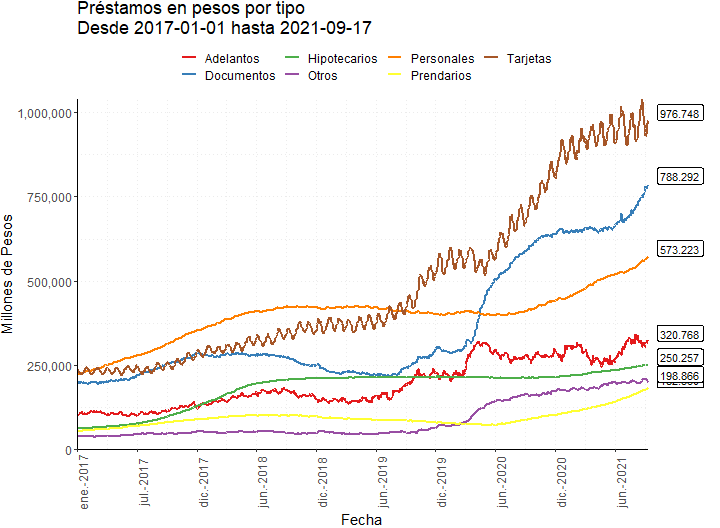 Préstamos en pesos por tipo
Desde 2017-01-01 hasta 2021-09-17
Adelantos Hipotecarios Personales Tarjetas
Documentos Otros Prendarios
1,000,000
750,000
500,000
250,000
0
Millones de Pesos
976.748
788.292
573.223
320.768
250.257
198.866
ene.-2017 jul.-2017 dic.-2017 jun.-2018 dic.-2018 jun.-2019 dic.-2019 jun.-2020 dic.-2020 jun.-2021
Fecha